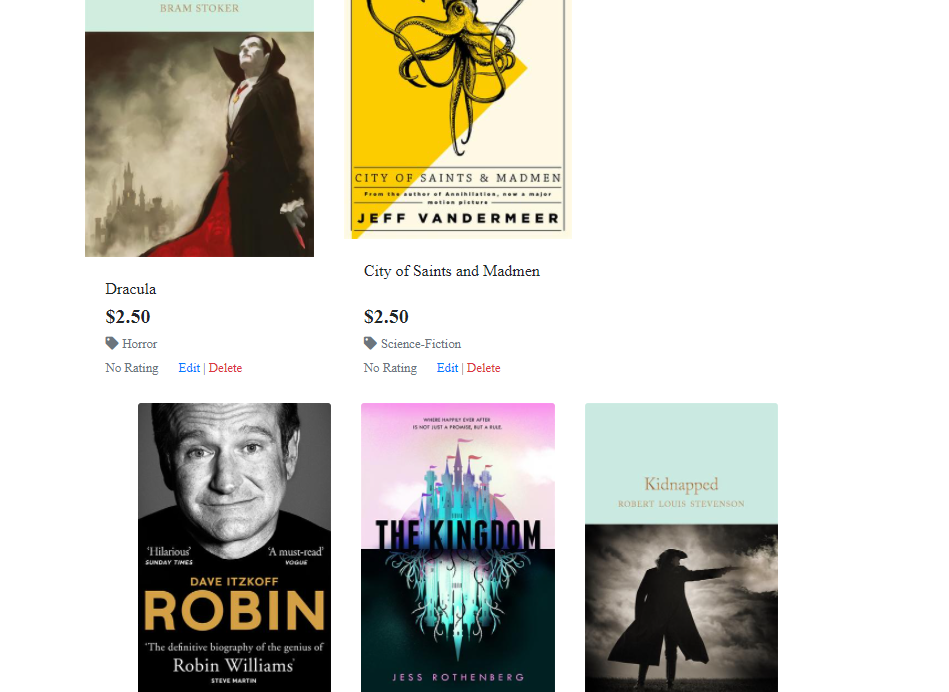 BRAM STOKER
CITY OF SAINTS & MADMEN
From the author of Annihilation, now a major
motion picture
JEFF VANDERMEER
Dracula
$2.50
Horror
No Rating Edit | Delete
City of Saints and Madmen
$2.50
Science-Fiction
No Rating Edit | Delete
'Hilarious'
SUNDAY TIMES
'A must-read'
VOGUE
DAVE ITZKOFF
ROBIN
'The definitive biography of the genius of
Robin Williams'
STEVE MARTIN
WHERE HAPPILY EVER AFTER
IS NOT JUST A PROMISE, BUT A RULE.
THE KINGDOM
JESS ROTHENBERG
Kidnapped
ROBERT LOUIS STEVENSON